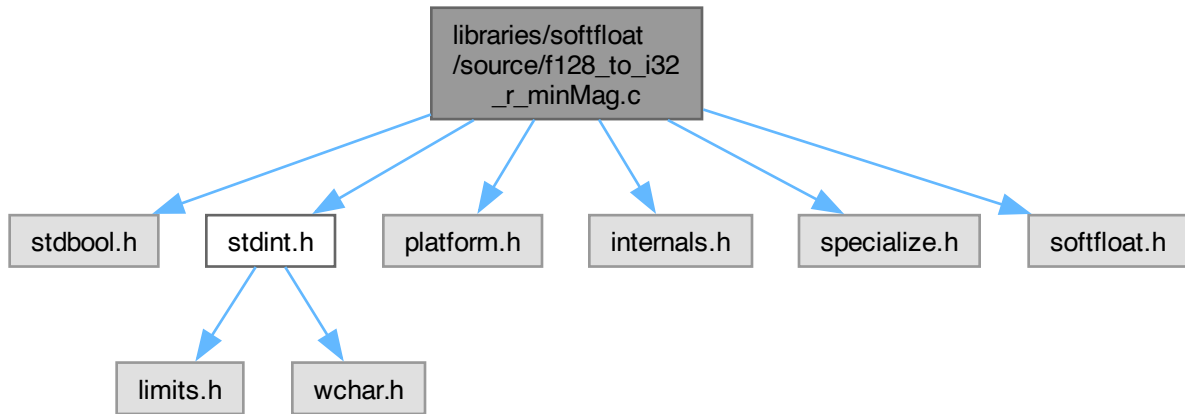 libraries/softfloat
/source/f128_to_i32
_r_minMag.c
stdbool.h
stdint.h
platform.h
internals.h
specialize.h
softfloat.h
limits.h
wchar.h